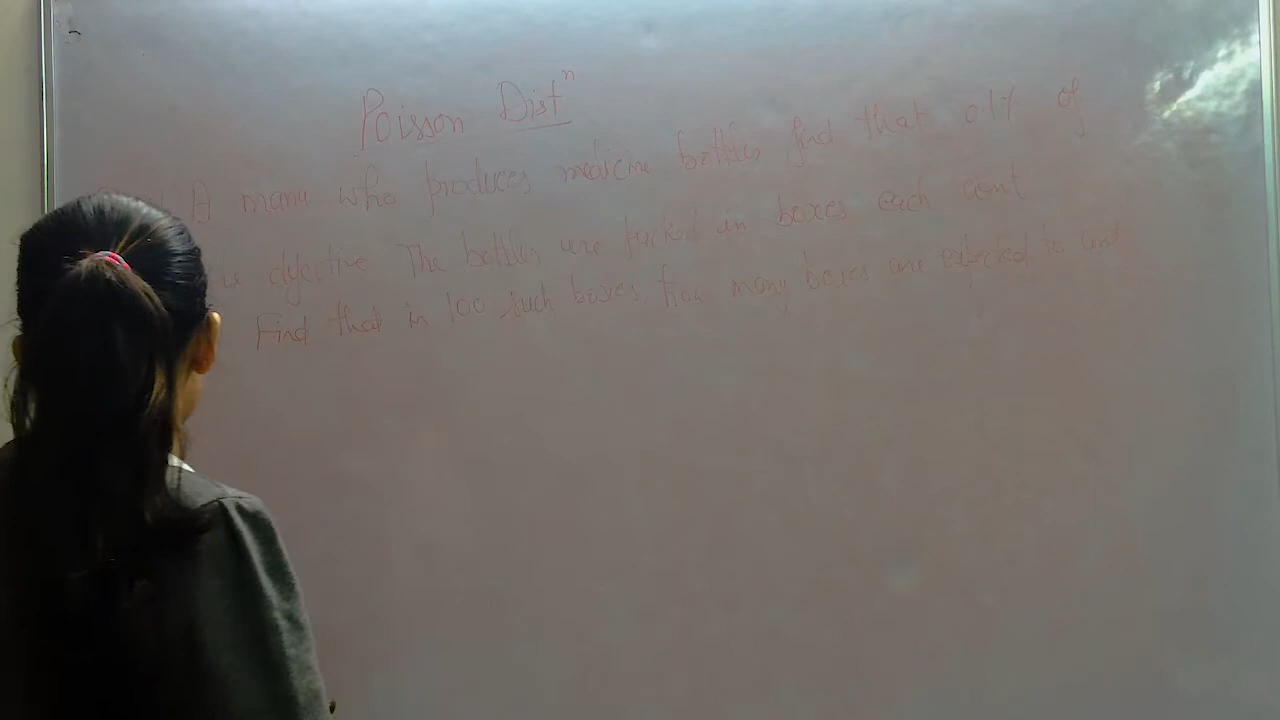 Poisson Distⁿ
A manu who produces medicine bottles find that 0.1% of
defective The bottles are packed in boxes each cont
Find that in 100 such boxes, how many boxes are expected to cont